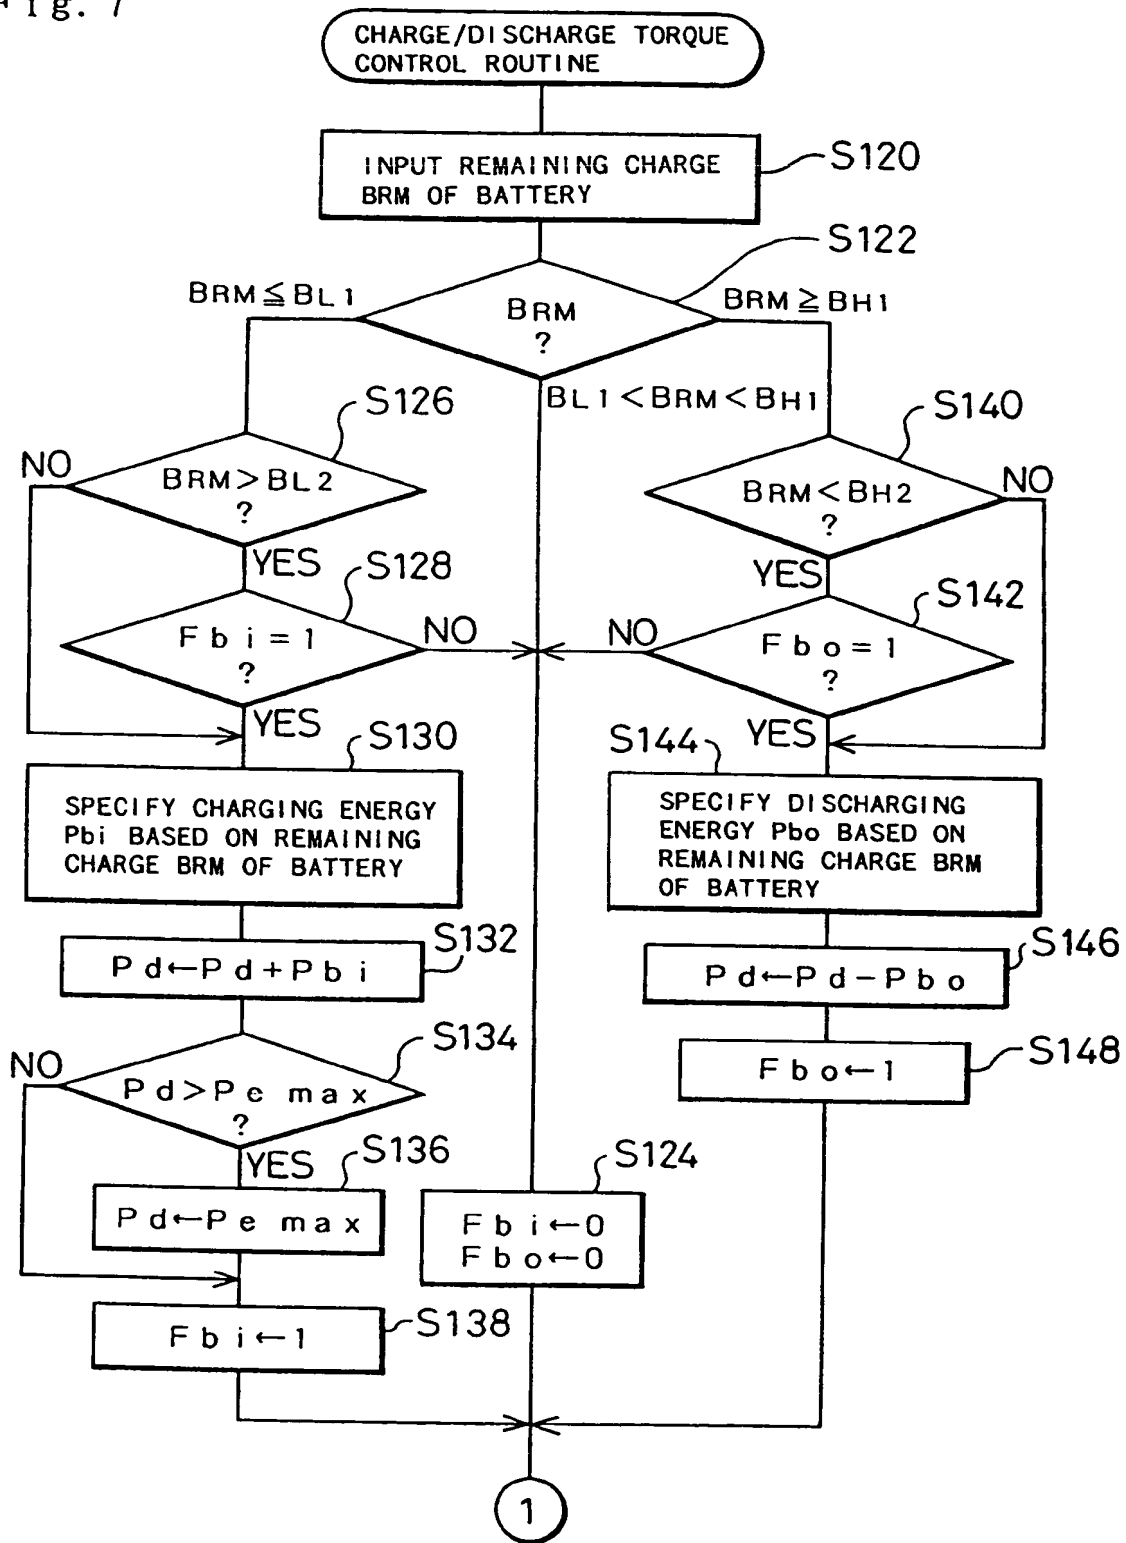 Fig. 7
CHARGE/DISCHARGE TORQUE
CONTROL ROUTINE
INPUT REMAINING CHARGE
BRM OF BATTERY
S120
S122
BRM
?
BRM≦BL1
BRM≧BH1
BL1<BRM<BH1
S126
NO
BRM>BL2
?
YES
S140
BRM<BH2
?
NO
YES
S128
Fbi=1
?
NO
YES
S142
NO
Fbo=1
?
YES
S130
SPECIFY CHARGING ENERGY
Pbi BASED ON REMAINING
CHARGE BRM OF BATTERY
S144
SPECIFY DISCHARGING
ENERGY Pbo BASED ON
REMAINING CHARGE BRM
OF BATTERY
S132
Pd←Pd+Pbi
S146
Pd←Pd-Pbo
S134
NO
Pd>Pe max
?
YES
S148
Fbo←1
S136
Pd←Pe max
S124
Fbi←0
Fbo←0
S138
Fbi←1
1